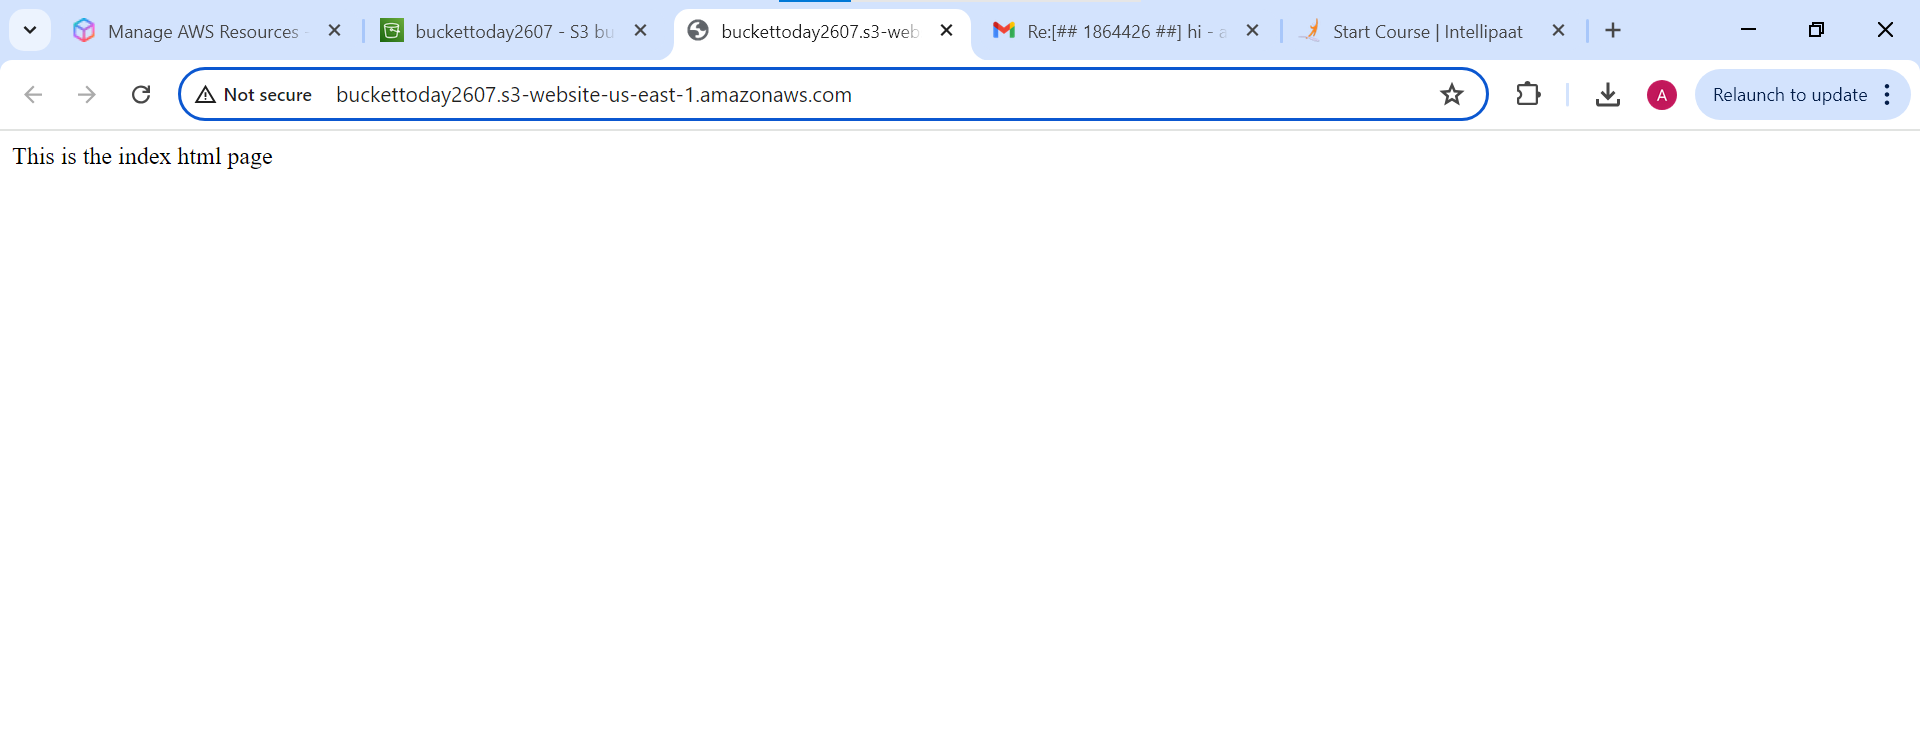 Manage AWS Resources
buckettoday2607 - S3 bu
buckettoday2607.s3-web
Re:[## 1864426 ##] hi - a
Start Course | Intellipaat
Not secure
buckettoday2607.s3-website-us-east-1.amazonaws.com
A
Relaunch to update
This is the index html page